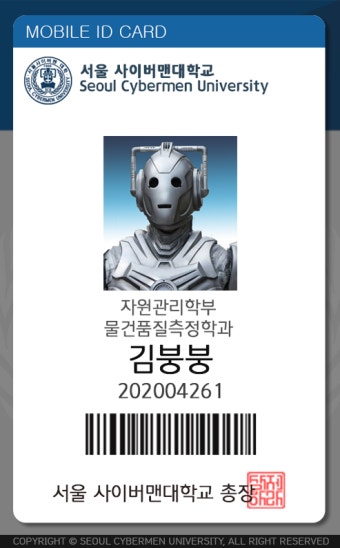 MOBILE ID CARD
서울 사이버맨대학교
Seoul Cybermen University
자원관리학부
물건품질측정학과
김붕붕
202004261
서울 사이버맨대학교 총장
COPYRIGHT © SEOUL CYBERMEN UNIVERSITY, ALL RIGHT RESERVED